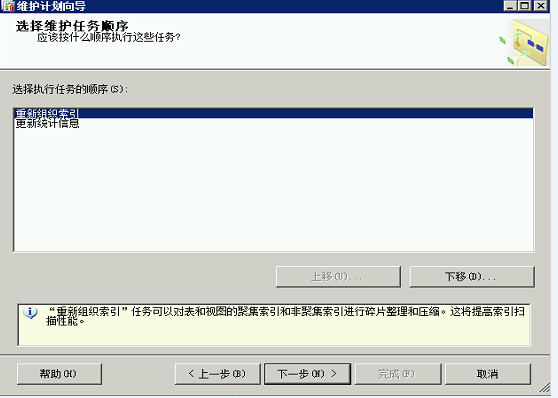 维护计划向导
选择维护任务顺序
应该按什么顺序执行这些任务?
选择执行任务的顺序(S):
重新组织索引
更新统计信息
上移(U)...
下移(D)...
“重新组织索引”任务可以对表和视图的聚集索引和非聚集索引进行碎片整理和压缩。这将提高索引扫
描性能。
帮助(H)
< 上一步(B)
下一步(N) >
完成(F)
取消